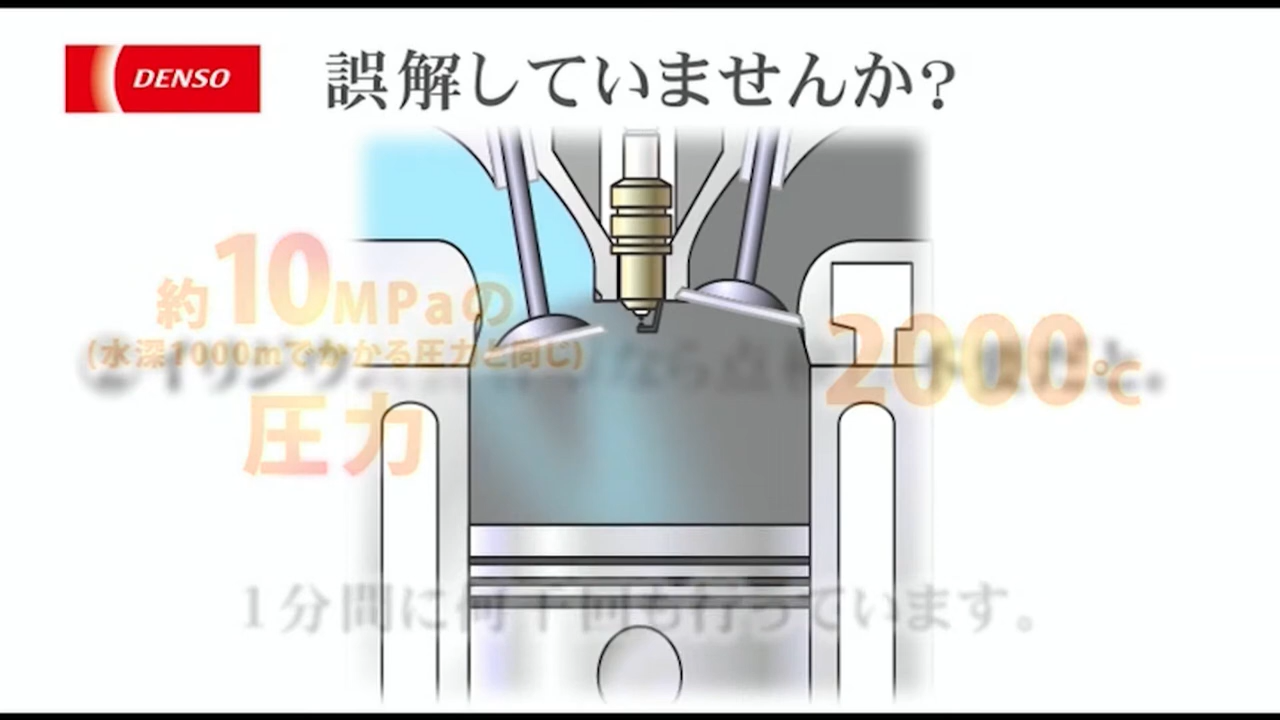 DENSO
誤解していませんか?
約10MPaの
(水深1000mでかかる圧力と同じ)
圧力
2000℃
1分間に何千回も行っています。